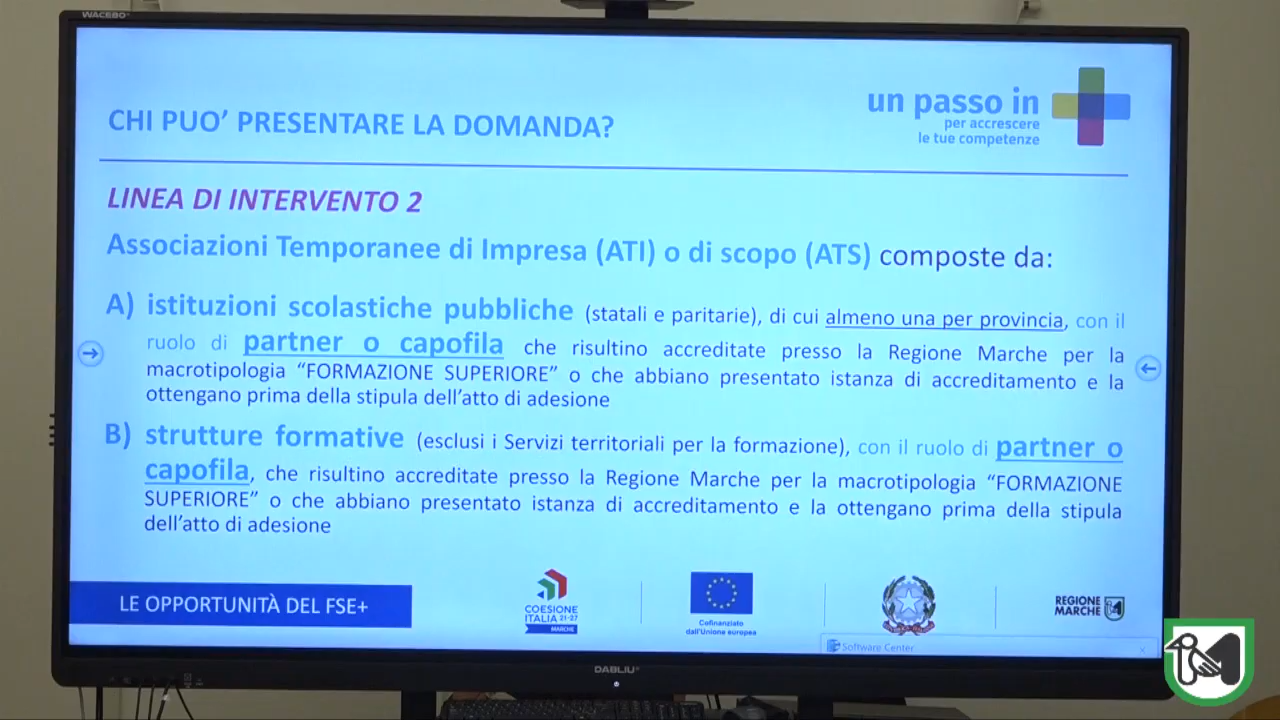 WACEBO
CHI PUO’ PRESENTARE LA DOMANDA?
un passo in
per accrescere
le tue competenze
LINEA DI INTERVENTO 2
Associazioni Temporanee di Impresa (ATI) o di scopo (ATS) composte da:
A) istituzioni scolastiche pubbliche (statali e paritarie), di cui almeno una per provincia, con il
ruolo di partner o capofila che risultino accreditate presso la Regione Marche per la
macrotipologia “FORMAZIONE SUPERIORE” o che abbiano presentato istanza di accreditamento e la
ottengano prima della stipula dell’atto di adesione
B) strutture formative (esclusi i Servizi territoriali per la formazione), con il ruolo di partner o
capofila, che risultino accreditate presso la Regione Marche per la macrotipologia “FORMAZIONE
SUPERIORE” o che abbiano presentato istanza di accreditamento e la ottengano prima della stipula
dell’atto di adesione
LE OPPORTUNITÀ DEL FSE+
COESIONE
ITALIA 21-27
MARCHE
Cofinanziato
dall’Unione europea
REGIONE
MARCHE
Software Center
DABLIU